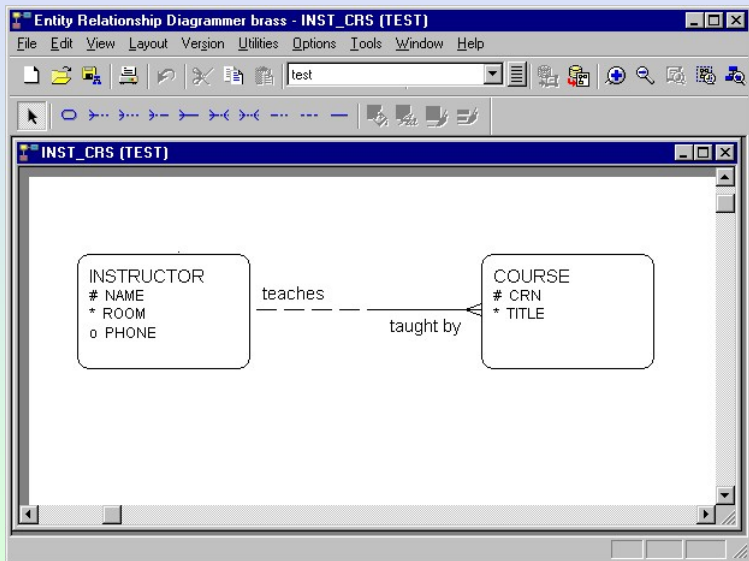 Entity Relationship Diagrammer brass - INST_CRS (TEST)
File Edit View Layout Version Utilities Options Tools Window Help
test
INST_CRS (TEST)
INSTRUCTOR
# NAME
* ROOM
o PHONE
teaches
taught by
COURSE
# CRN
* TITLE